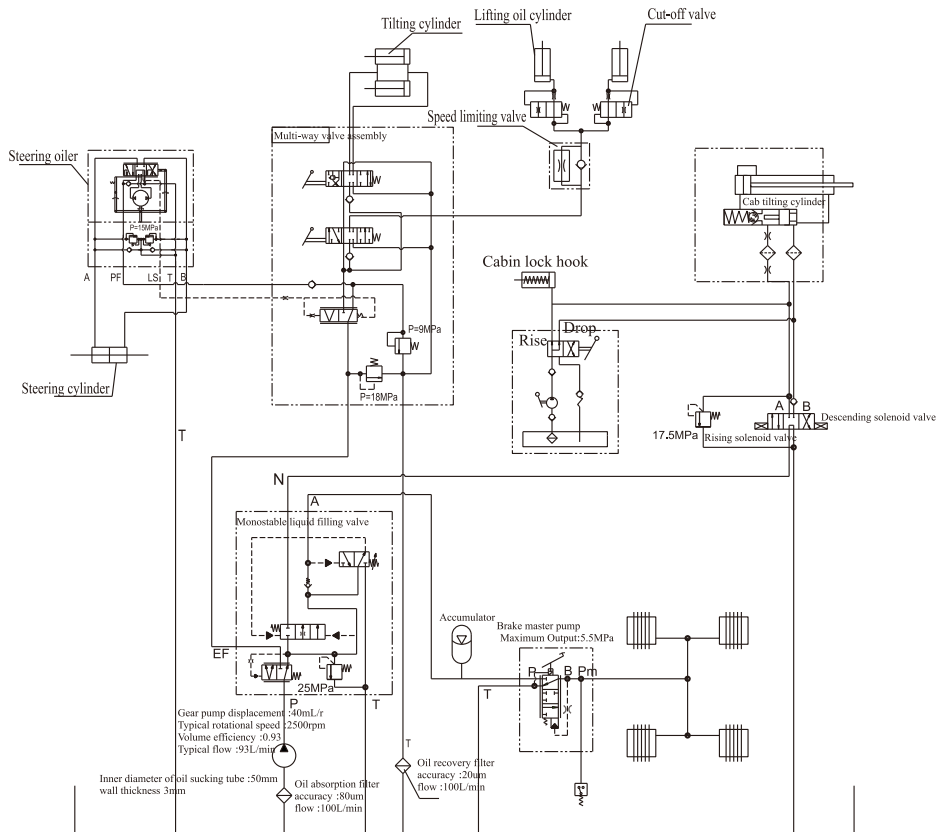 Tilting cylinder
Lifting oil cylinder
Cut-off valve
Speed limiting valve
Multi-way valve assembly
Steering oiler
P=15MPa
A
PF
LS
T
B
Cab tilting cylinder
Cabin lock hook
Rise
Drop
P=9MPa
P=18MPa
Steering cylinder
T
A
B
Descending solenoid valve
17.5MPa
Rising solenoid valve
N
A
Monostable liquid filling valve
Accumulator
Brake master pump
Maximum Output:5.5MPa
EF
25MPa
P
T
P
B
Pm
T
Gear pump displacement :40mL/r
Typical rotational speed :2500rpm
Volume efficiency :0.93
Typical flow :93L/min
T
Inner diameter of oil sucking tube :50mm
wall thickness 3mm
Oil absorption filter
accuracy :80um
flow :100L/min
Oil recovery filter
accuracy :20um
flow :100L/min